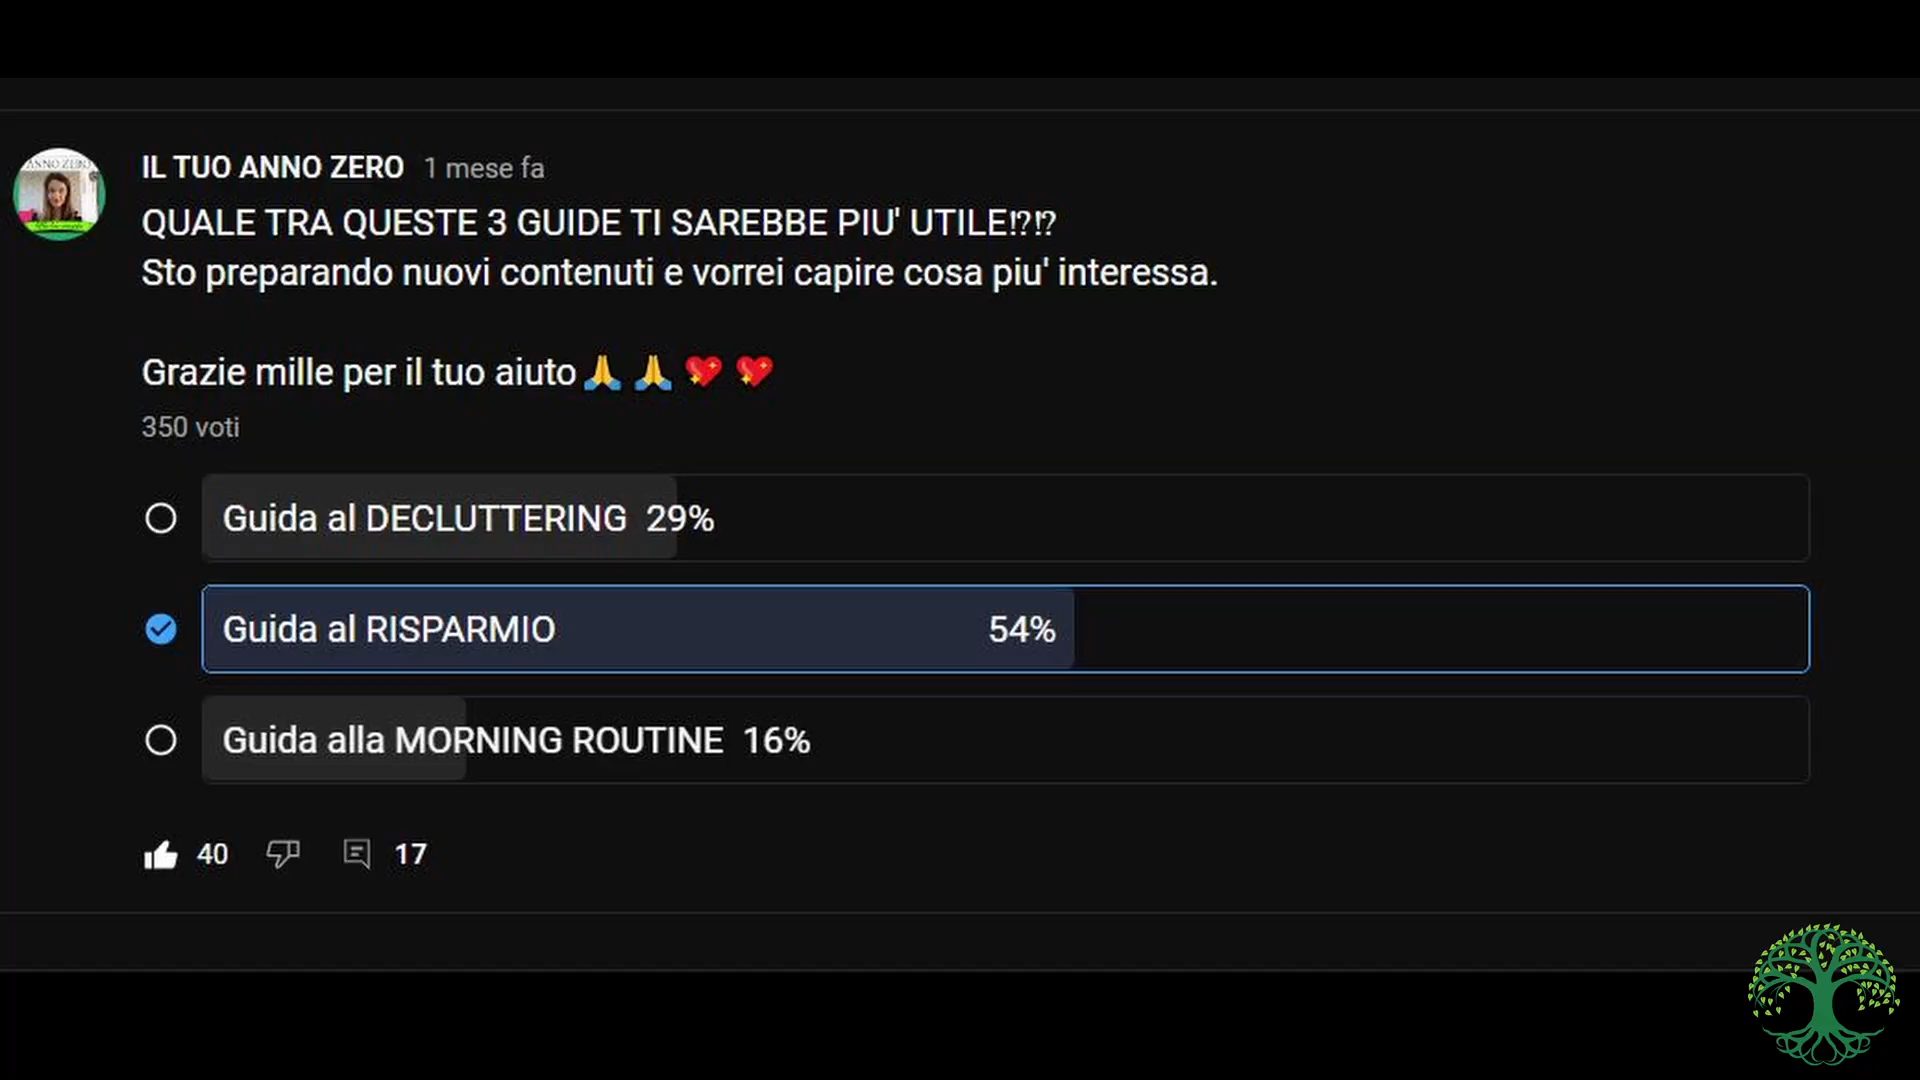 ANNO ZERO
IL TUO ANNO ZERO 1 mese fa
QUALE TRA QUESTE 3 GUIDE TI SAREBBE PIU' UTILE!?!?
Sto preparando nuovi contenuti e vorrei capire cosa piu' interessa.
Grazie mille per il tuo aiuto🙏 🙏 💖 💖
350 voti
Guida al DECLUTTERING 29%
Guida al RISPARMIO 54%
Guida alla MORNING ROUTINE 16%
40 17